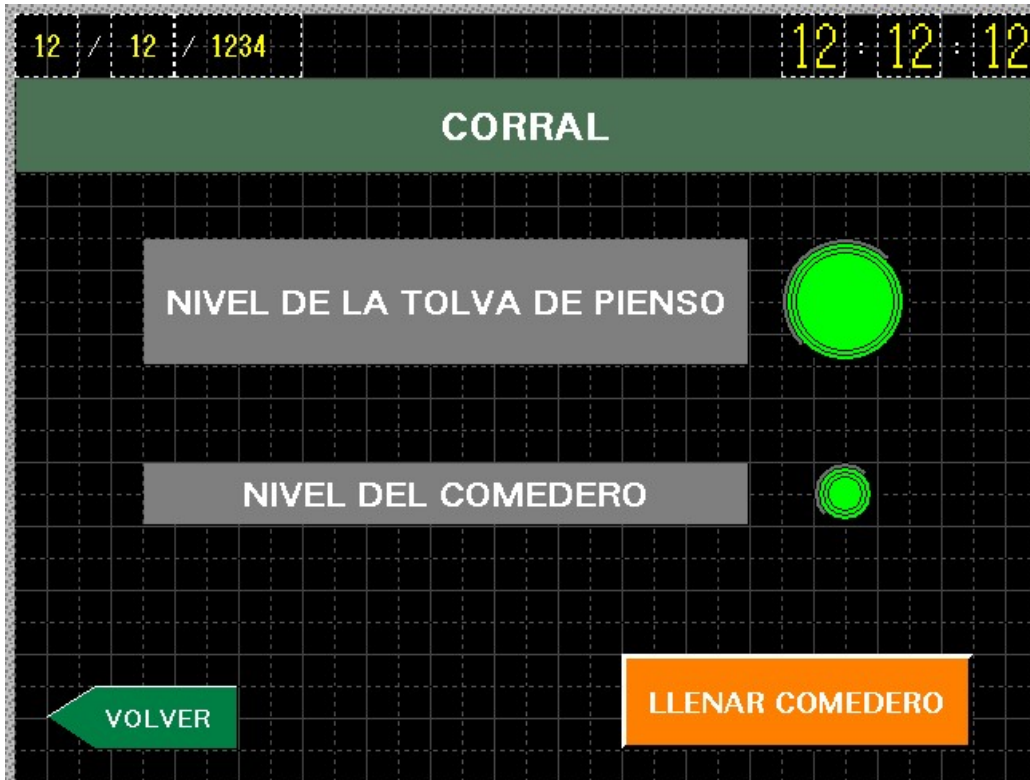 12 / 12 / 1234 12 : 12 : 12
CORRAL
NIVEL DE LA TOLVA DE PIENSO
NIVEL DEL COMEDERO
LLENAR COMEDERO
VOLVER